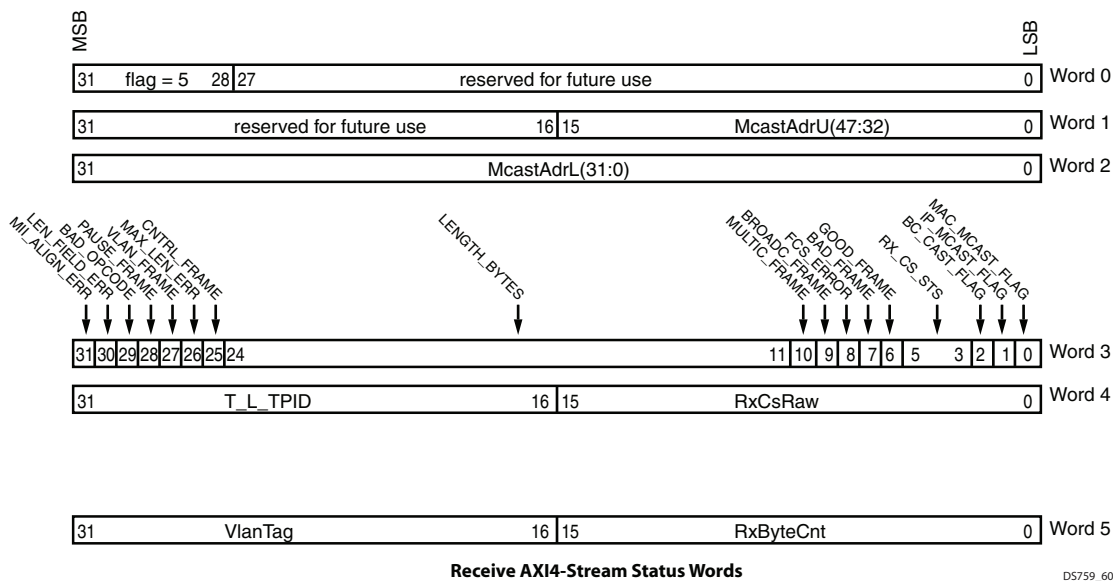 MSB
LSB
31 flag = 5 28 27 reserved for future use 0 Word 0
31 reserved for future use 16 15 McastAdrU(47:32) 0 Word 1
31 McastAdrL(31:0) 0 Word 2
MII_ALIGN_ERR
LEN_FIELD_ERR
BAD_OPCODE
PAUSE_FRAME
VLAN_FRAME
MAX_LEN_ERR
CNTRL_FRAME
LENGTH_BYTES
MULTIC_FRAME
BROADC_FRAME
FCS_ERROR
BAD_FRAME
GOOD_FRAME
RX_CS_STS
BC_CAST_FLAG
IP_MCAST_FLAG
MAC_MCAST_FLAG
31 30 29 28 27 26 25 24 11 10 9 8 7 6 5 3 2 1 0 Word 3
31 T_L_TPID 16 15 RxCsRaw 0 Word 4
31 VlanTag 16 15 RxByteCnt 0 Word 5
Receive AXI4-Stream Status Words
DS759_60